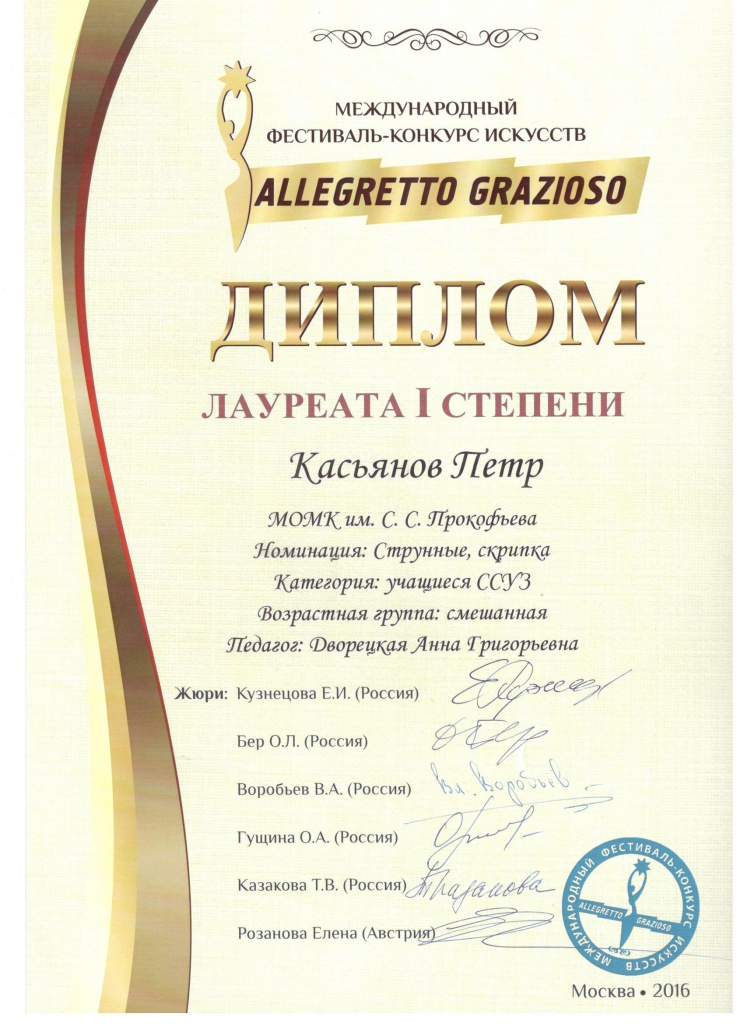 МЕЖДУНАРОДНЫЙ
ФЕСТИВАЛЬ-КОНКУРС ИСКУССТВ
ALLEGRETTO GRAZIOSO
ДИПЛОМ
ЛАУРЕАТА I СТЕПЕНИ
Касьянов Петр
МОМК им. С. С. Прокофьева
Номинация: Струнные, скрипка
Категория: учащиеся ССУЗ
Возрастная группа: смешанная
Педагог: Дворецкая Анна Григорьевна
Жюри: Кузнецова Е.И. (Россия)
Бер О.Л. (Россия)
Воробьев В.А. (Россия) Вл. Воробьев
Гущина О.А. (Россия)
Казакова Т.В. (Россия)
Розанова Елена (Австрия)
МЕЖДУНАРОДНЫЙ ФЕСТИВАЛЬ-КОНКУРС ИСКУССТВ
ALLEGRETTO GRAZIOSO
Москва • 2016